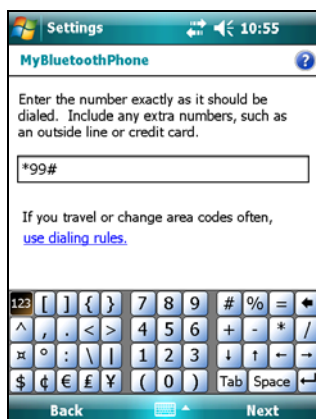 Settings 10:55
MyBluetoothPhone ?
Enter the number exactly as it should be
dialed. Include any extra numbers, such as
an outside line or credit card.
*99#
If you travel or change area codes often,
use dialing rules.
123 [ ] { } 7 8 9 # % = ←
^ , . < > 4 5 6 + - * /
¤ ° : \ | 1 2 3 ↓ ↑ ← →
$ ¢ € £ ¥ ( 0 ) Tab Space ↵
Back Next